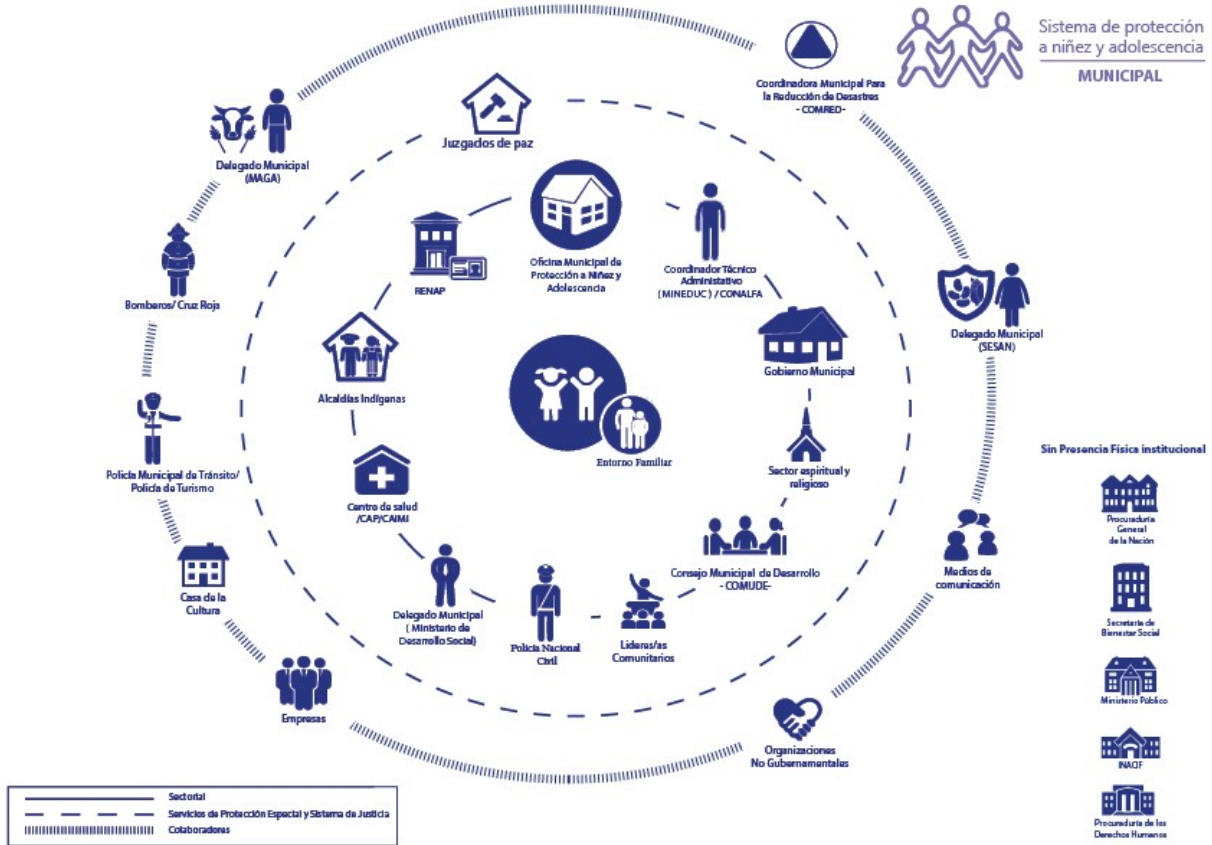 Sistema de protección
a niñez y adolescencia
MUNICIPAL
Coordinadora Municipal Para
la Reducción de Desastres
- COMRED-
Juzgados de paz
Delegado Municipal
(MAGA)
Oficina Municipal de
Protección a Niñez y
Adolescencia
Coordinador Técnico
Administativo
( MINEDUC ) / CONALFA
RENAP
Bomberos/ Cruz Roja
Delegado Municipal
(SESAN)
Gobierno Municipal
Alcaldías Indígenas
Entorno Familiar
Sector espiritual y
religioso
Policía Municipal de Tránsito/
Policía de Turismo
Centro de salud
/CAP/CAIMI
Sin Presencia Física institucional
Procuraduría
General
de la Nación
Consejo Municipal de Desarrollo
- COMUDE-
Medios de
comunicación
Casa de la
Cultura
Delegado Municipal
( Ministerio de
Desarrollo Social)
Policía Nacional
Civil
Lideres/as
Comunitarios
Secretaría de
Bienestar Social
Ministerio Público
Empresas
Organizaciones
No Gubernamentales
INACIF
Procuraduría de los
Derechos Humanos
Sectorial
Servicios de Protección Especial y Sistema de Justicia
Colaboradores